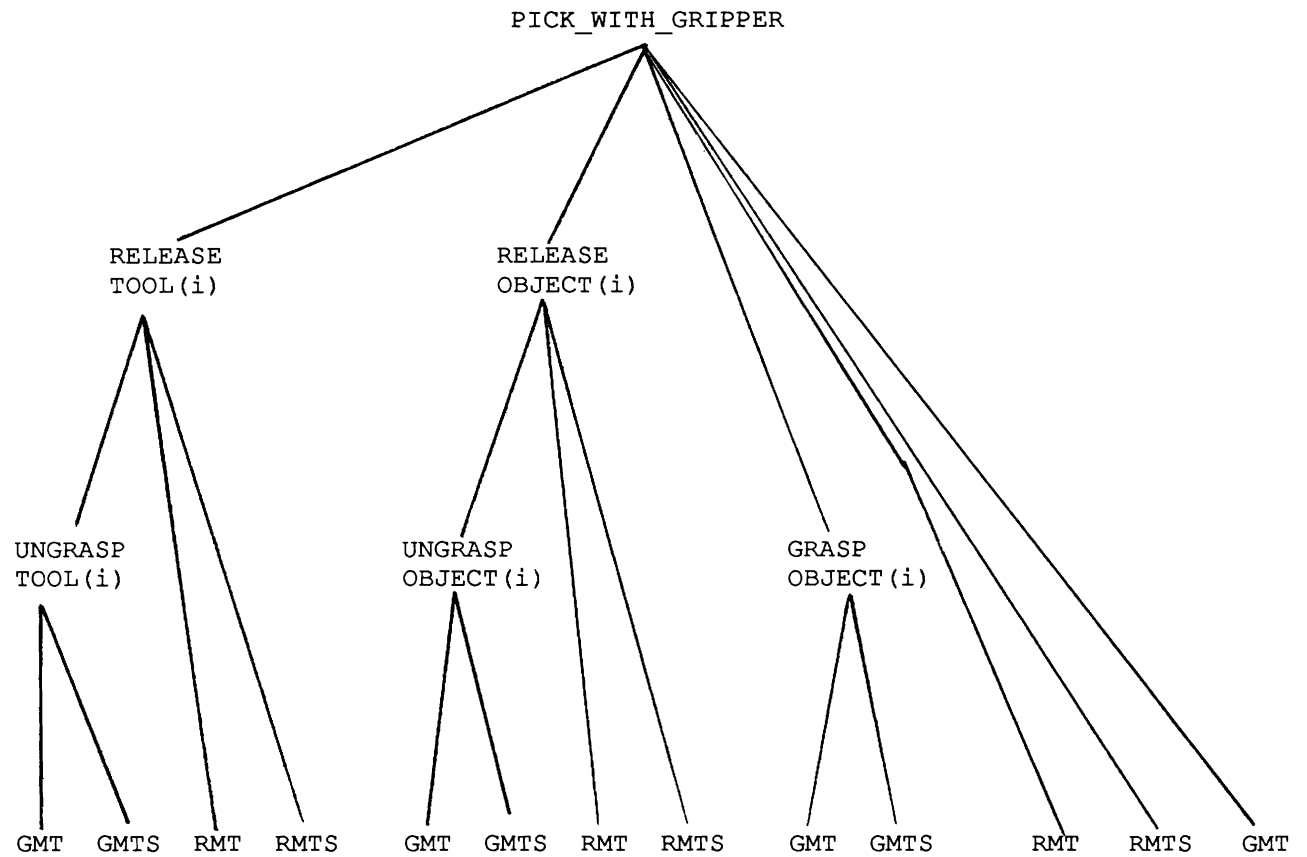 PICK_WITH_GRIPPER
RELEASE
TOOL(i)
RELEASE
OBJECT(i)
UNGRASP
TOOL(i)
UNGRASP
OBJECT(i)
GRASP
OBJECT(i)
GMT GMTS RMT RMTS GMT GMTS RMT RMTS GMT GMTS RMT RMTS GMT